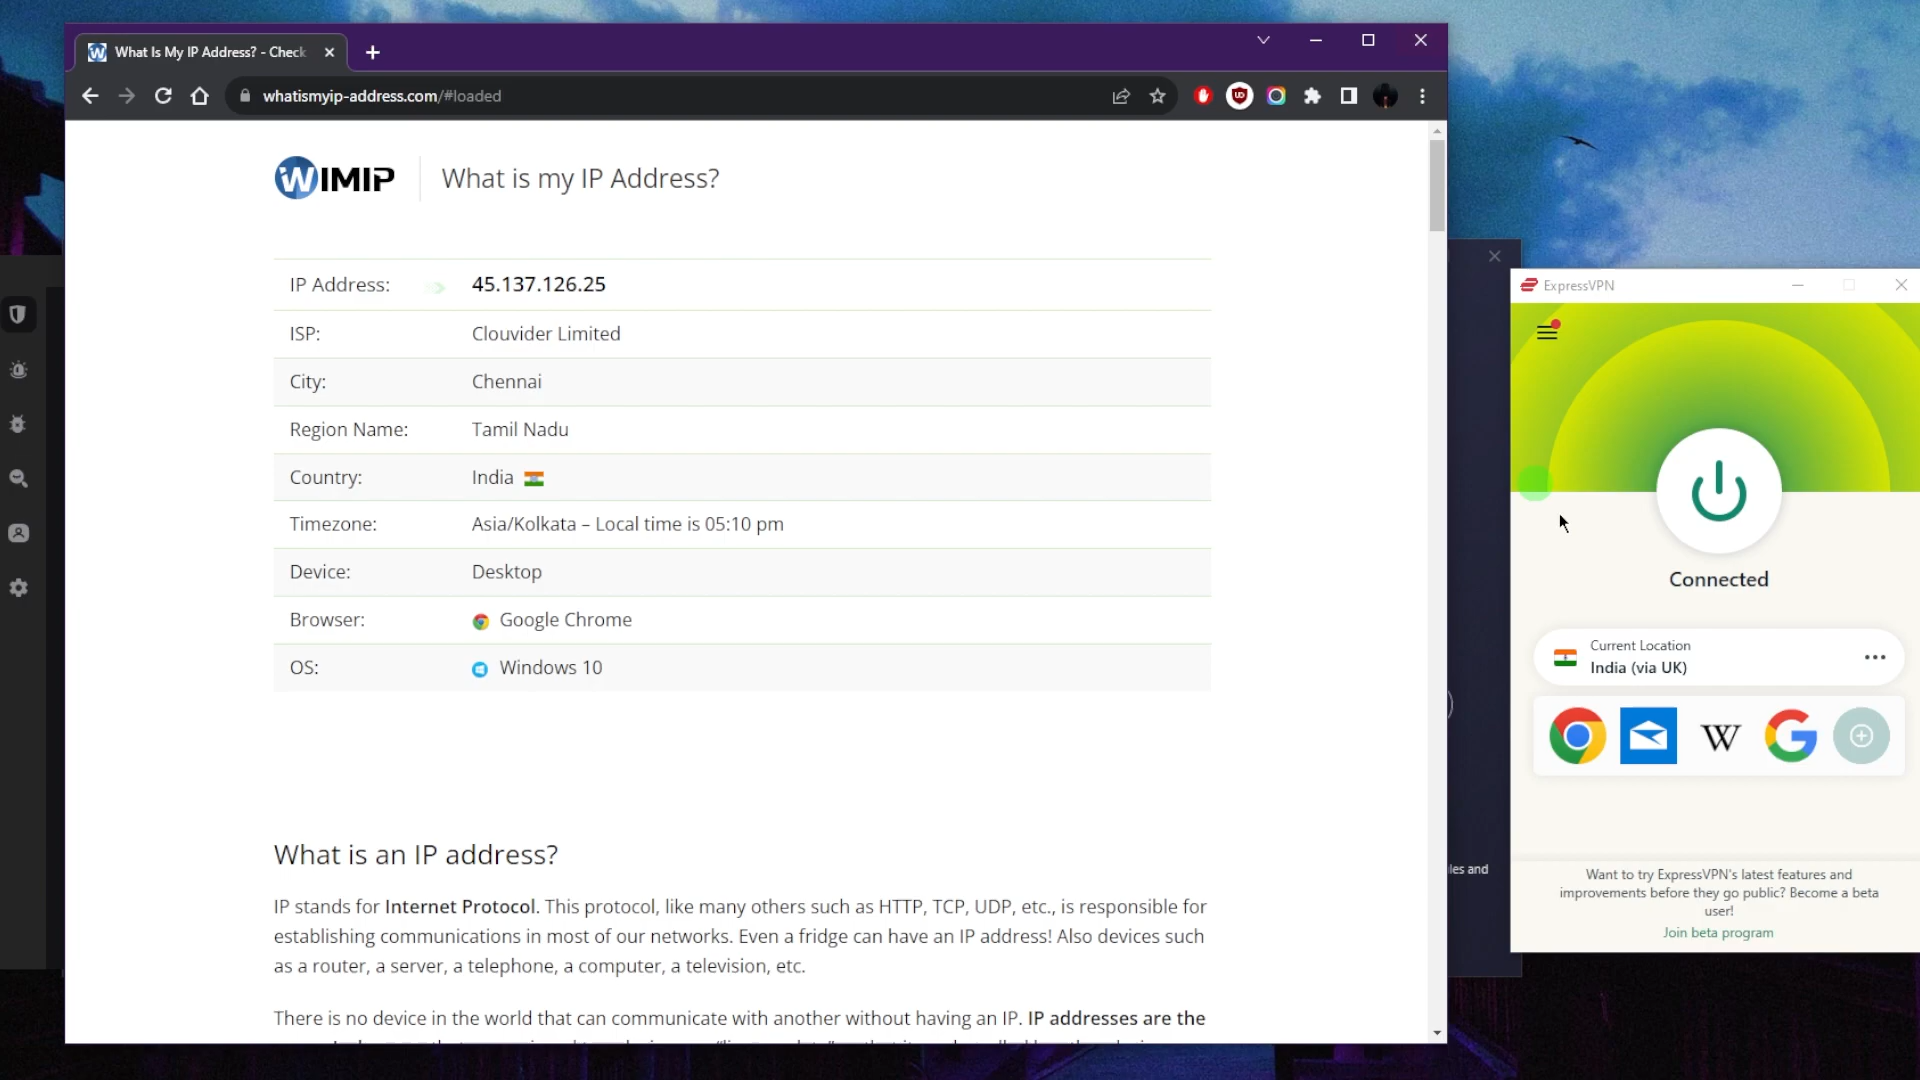 What Is My IP Address? - Check
whatismyip-address.com/#loaded
WIMIP
What is my IP Address?
IP Address: 45.137.126.25
ISP: Clouvider Limited
City: Chennai
Region Name: Tamil Nadu
Country: India
Timezone: Asia/Kolkata – Local time is 05:10 pm
Device: Desktop
Browser: Google Chrome
OS: Windows 10
What is an IP address?
IP stands for Internet Protocol. This protocol, like many others such as HTTP, TCP, UDP, etc., is responsible for
establishing communications in most of our networks. Even a fridge can have an IP address! Also devices such
as a router, a server, a telephone, a computer, a television, etc.
There is no device in the world that can communicate with another without having an IP. IP addresses are the
ExpressVPN
Connected
Current Location
India (via UK)
W
Want to try ExpressVPN's latest features and
improvements before they go public? Become a beta
user!
Join beta program
les and